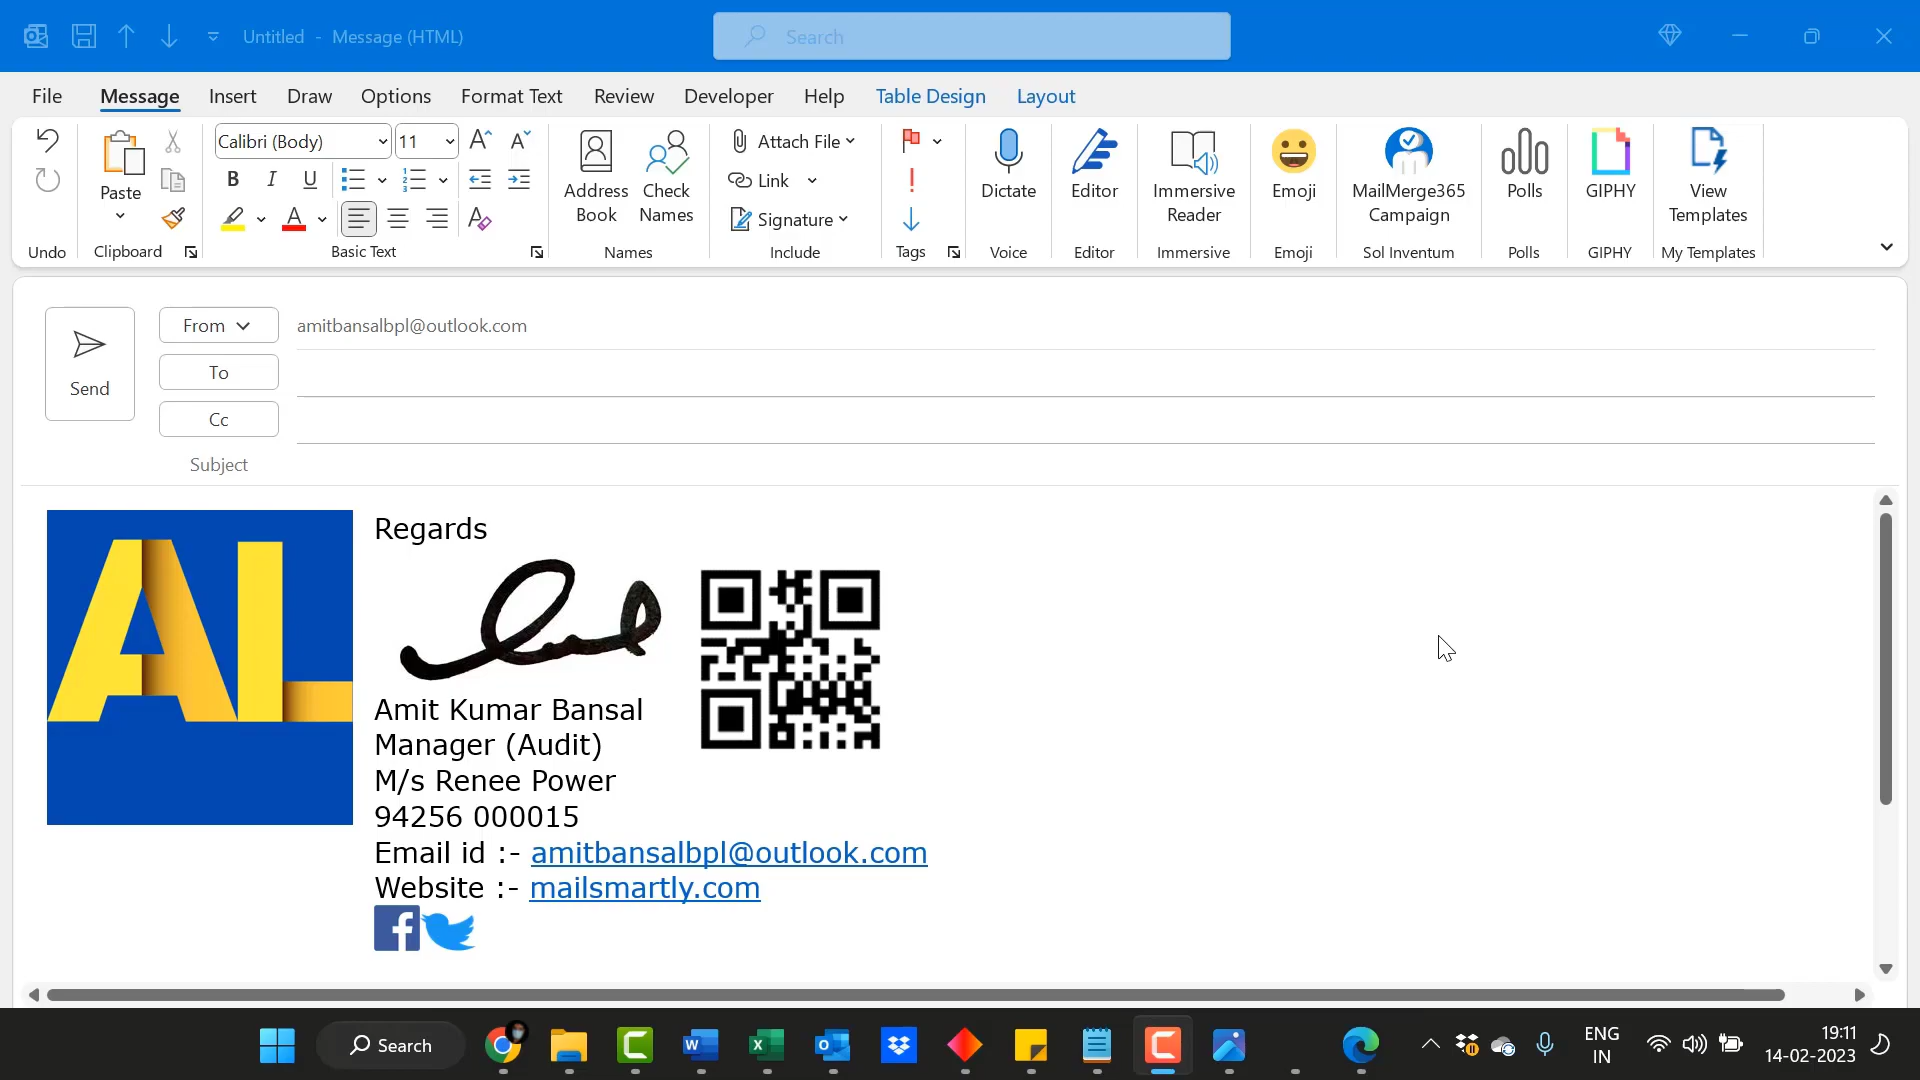 Untitled - Message (HTML)
Search
File Message Insert Draw Options Format Text Review Developer Help Table Design Layout
Calibri (Body) 11
Paste
B I U
Address Book
Check Names
Attach File
Link
Signature
Dictate
Editor
Immersive Reader
Emoji
MailMerge365 Campaign
Polls
GIPHY
View Templates
Undo Clipboard Basic Text Names Include Tags Voice Editor Immersive Emoji Sol Inventum Polls GIPHY My Templates
Send
From amitbansalbpl@outlook.com
To
Cc
Subject
AL
Regards
Amit Kumar Bansal
Manager (Audit)
M/s Renee Power
94256 000015
Email id :- amitbansalbpl@outlook.com
Website :- mailsmartly.com
Search
ENG
IN
19:11
14-02-2023